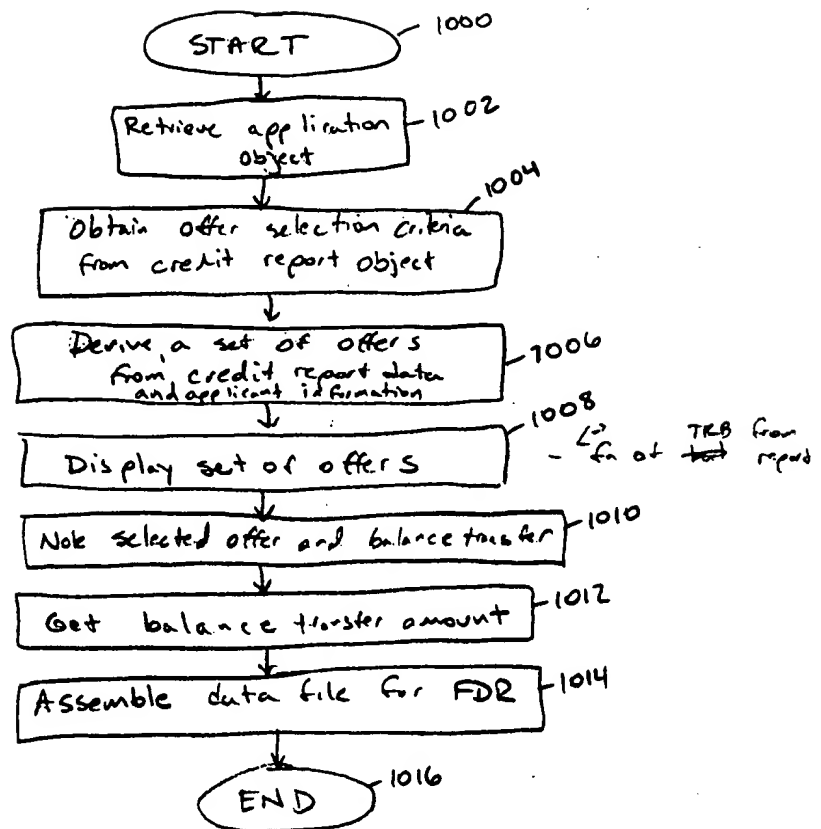 START
1000
Retrieve application
object
1002
1004
Obtain offer selection criteria
from credit report object
Derive a set of offers
from credit report data
and applicant information
1006
1008
Display set of offers
- fn of TRB from
report
Note selected offer and balance transfer
1010
Get balance transfer amount
1012
Assemble data file for FDR
1014
END
1016